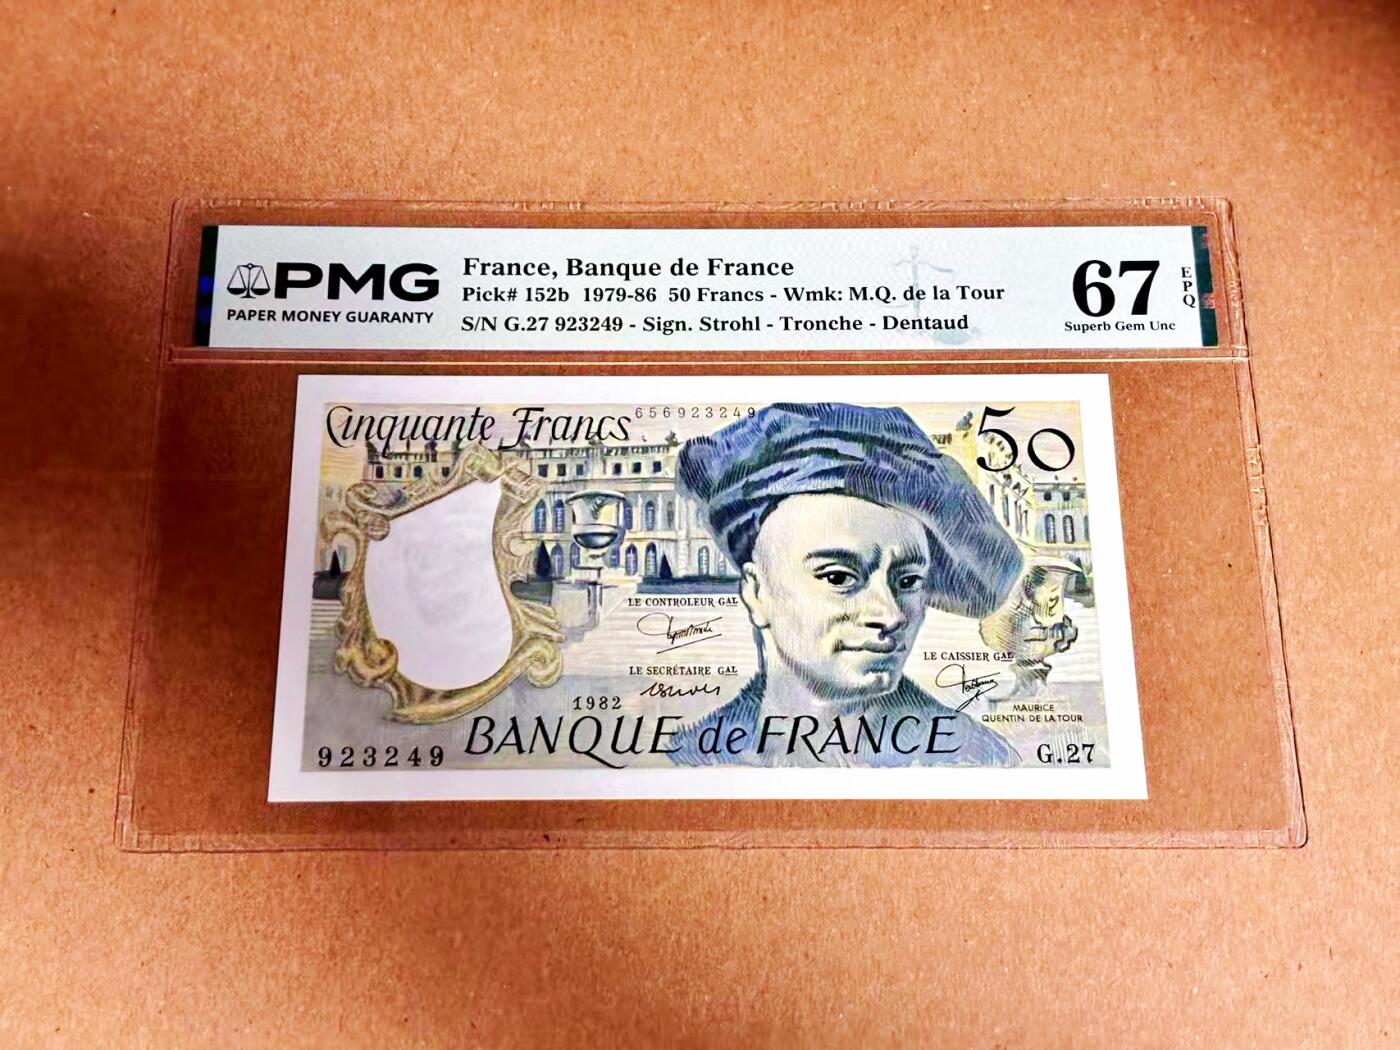 PMG
PAPER MONEY GUARANTY
France, Banque de France
Pick# 152b 1979-86 50 Francs - Wmk: M.Q. de la Tour
S/N G.27 923249 - Sign. Strohl - Tronche - Dentaud
67
Superb Gem Unc
EPQ
Cinquante Francs
656923249
50
LE CONTROLEUR GAL
LE SECRÉTAIRE GAL
LE CAISSIER GAL
1982
MAURICE
QUENTIN DE LA TOUR
BANQUE de FRANCE
923249
G.27